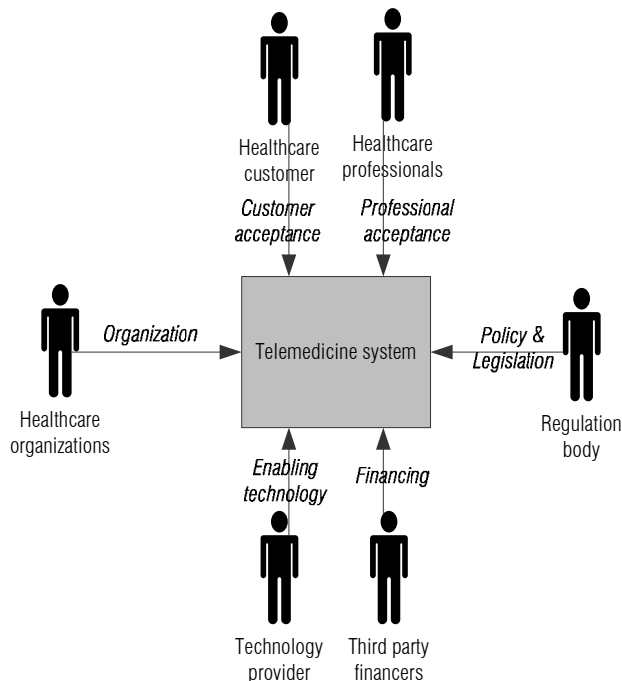 Healthcare
customer
Healthcare
professionals
Customer
acceptance
Professional
acceptance
Organization
Telemedicine system
Policy &
Legislation
Healthcare
organizations
Regulation
body
Enabling
technology
Financing
Technology
provider
Third party
financers